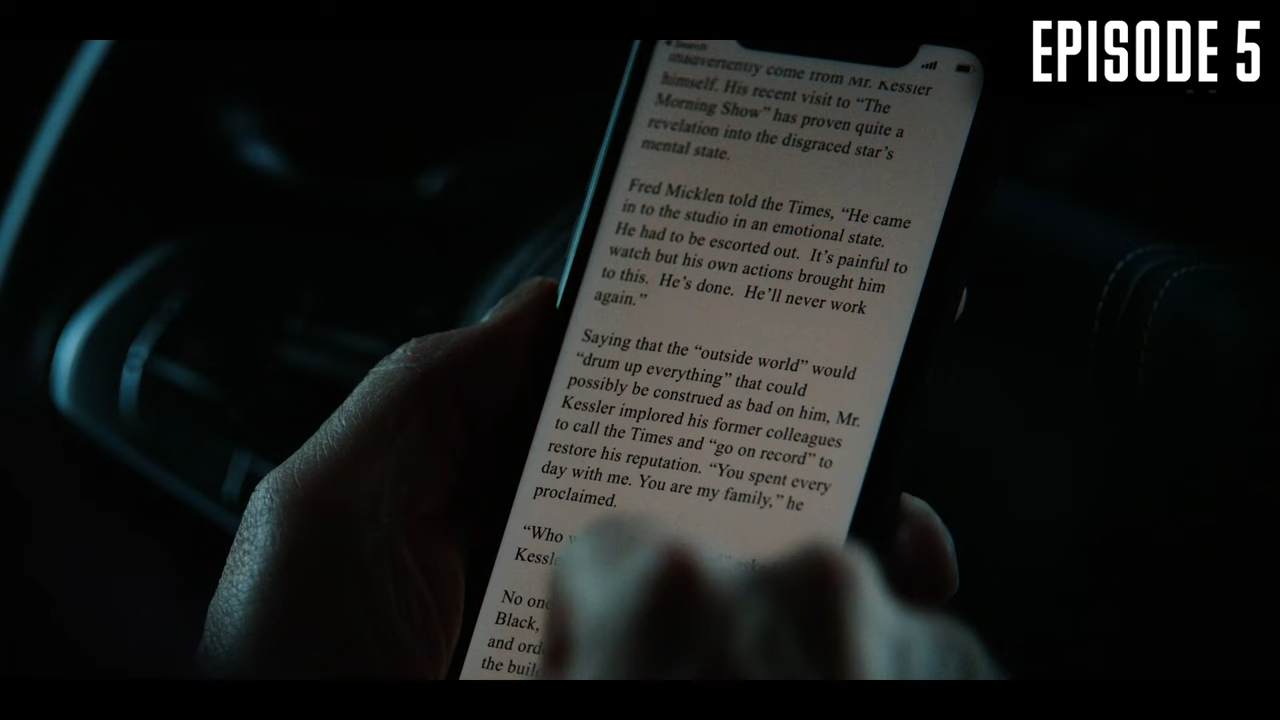 EPISODE 5
Search
inadvertently come from Mr. Kessler
himself. His recent visit to “The
Morning Show” has proven quite a
revelation into the disgraced star’s
mental state.
Fred Micklen told the Times, “He came
in to the studio in an emotional state.
He had to be escorted out.  It’s painful to
watch but his own actions brought him
to this.  He’s done.  He’ll never work
again.”
Saying that the “outside world” would
“drum up everything” that could
possibly be construed as bad on him, Mr.
Kessler implored his former colleagues
to call the Times and “go on record” to
restore his reputation. “You spent every
day with me. You are my family,” he
proclaimed.
“Who
No one
Black,
and
the